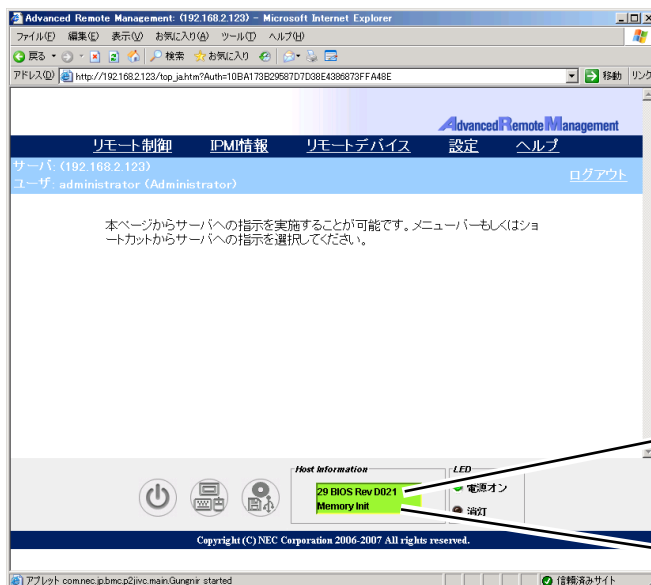 Advanced Remote Management: (192.168.2.123) - Microsoft Internet Explorer
ファイル(F) 編集(E) 表示(V) お気に入り(A) ツール(T) ヘルプ(H)
戻る 検索 お気に入り
アドレス(D) http://192.168.2.123/top_ja.htm?Auth=10BA173B29587D7D38E4386873FFA48E 移動 リンク
Advanced Remote Management
リモート制御 IPMI情報 リモートデバイス 設定 ヘルプ
サーバ: (192.168.2.123)
ユーザ: administrator (Administrator)
ログアウト
本ページからサーバへの指示を実施することが可能です。メニューバーもしくはショ
ートカットからサーバへの指示を選択してください。
Host Information
29 BIOS Rev D021
Memory Init
LED
電源オン
消灯
Copyright (C) NEC Corporation 2006-2007 All rights reserved.
アプレット com.nec.jp.bmc.p2jivc.main.Gungnir started
信頼済みサイト